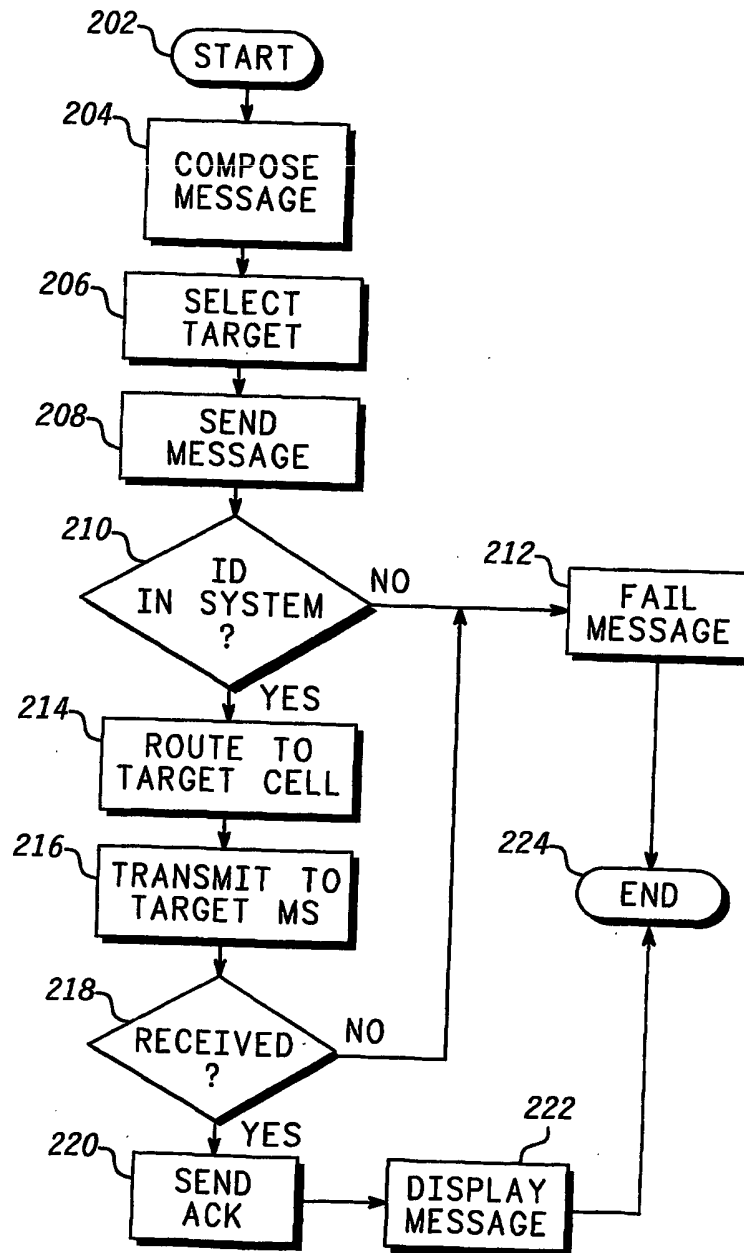 202
START
204
COMPOSE
MESSAGE
206
SELECT
TARGET
208
SEND
MESSAGE
210
ID
IN SYSTEM
?
NO
212
FAIL
MESSAGE
YES
214
ROUTE TO
TARGET CELL
216
TRANSMIT TO
TARGET MS
224
END
218
RECEIVED
?
NO
YES
220
SEND
ACK
222
DISPLAY
MESSAGE